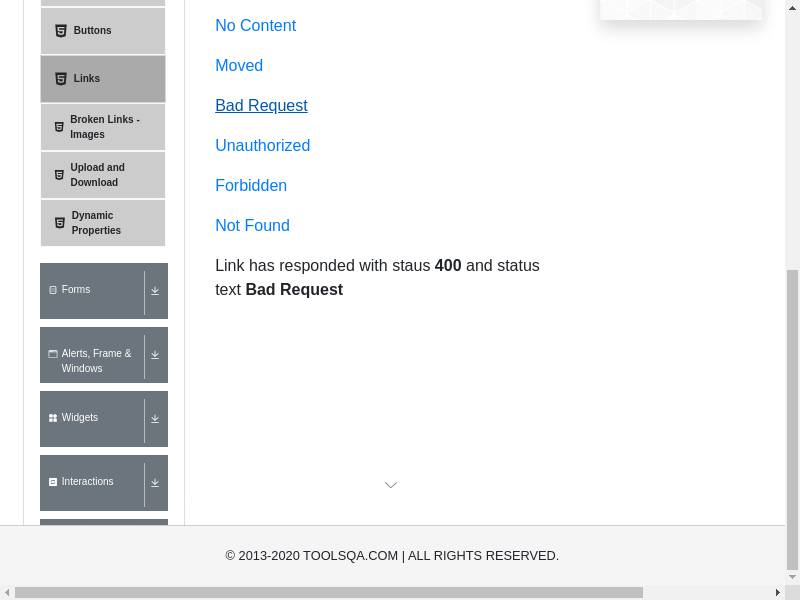 Buttons
Links
Broken Links -
Images
Upload and
Download
Dynamic
Properties
Forms
Alerts, Frame &
Windows
Widgets
Interactions
No Content
Moved
Bad Request
Unauthorized
Forbidden
Not Found
Link has responded with staus 400 and status
text Bad Request
© 2013-2020 TOOLSQA.COM | ALL RIGHTS RESERVED.